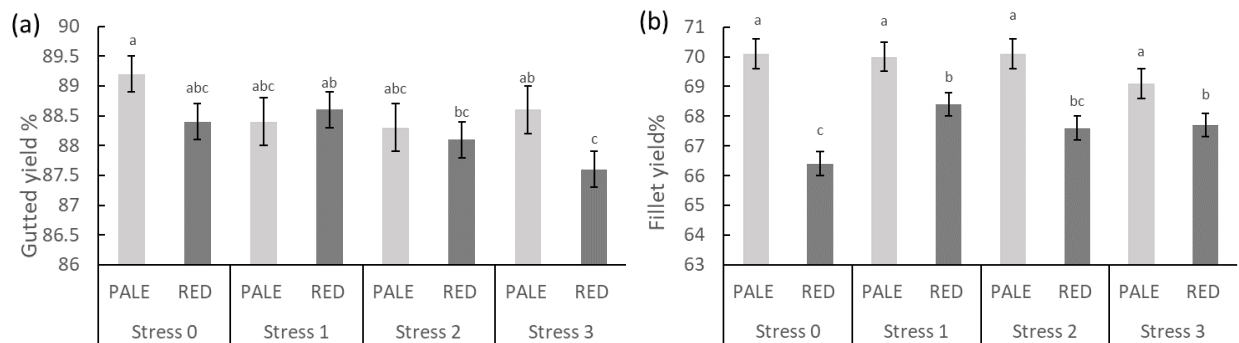 (a)
Gutted yield %
90
89.5
89
88.5
88
87.5
87
86.5
86
a
abc
abc
ab
abc
bc
ab
c
PALE RED PALE RED PALE RED PALE RED
Stress 0 Stress 1 Stress 2 Stress 3
(b)
Fillet yield%
71
70
69
68
67
66
65
64
63
a
c
a
b
a
bc
a
b
PALE RED PALE RED PALE RED PALE RED
Stress 0 Stress 1 Stress 2 Stress 3